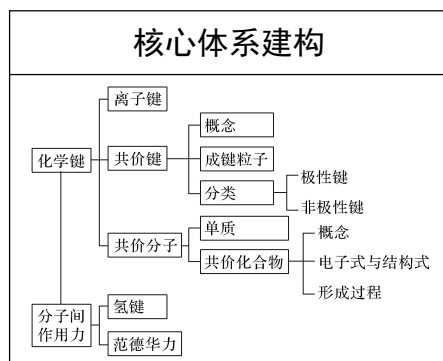 核心体系建构
离子键
化学键
共价键
概念
成键粒子
分类
极性键
非极性键
共价分子
单质
共价化合物
概念
电子式与结构式
形成过程
分子间
作用力
氢键
范德华力